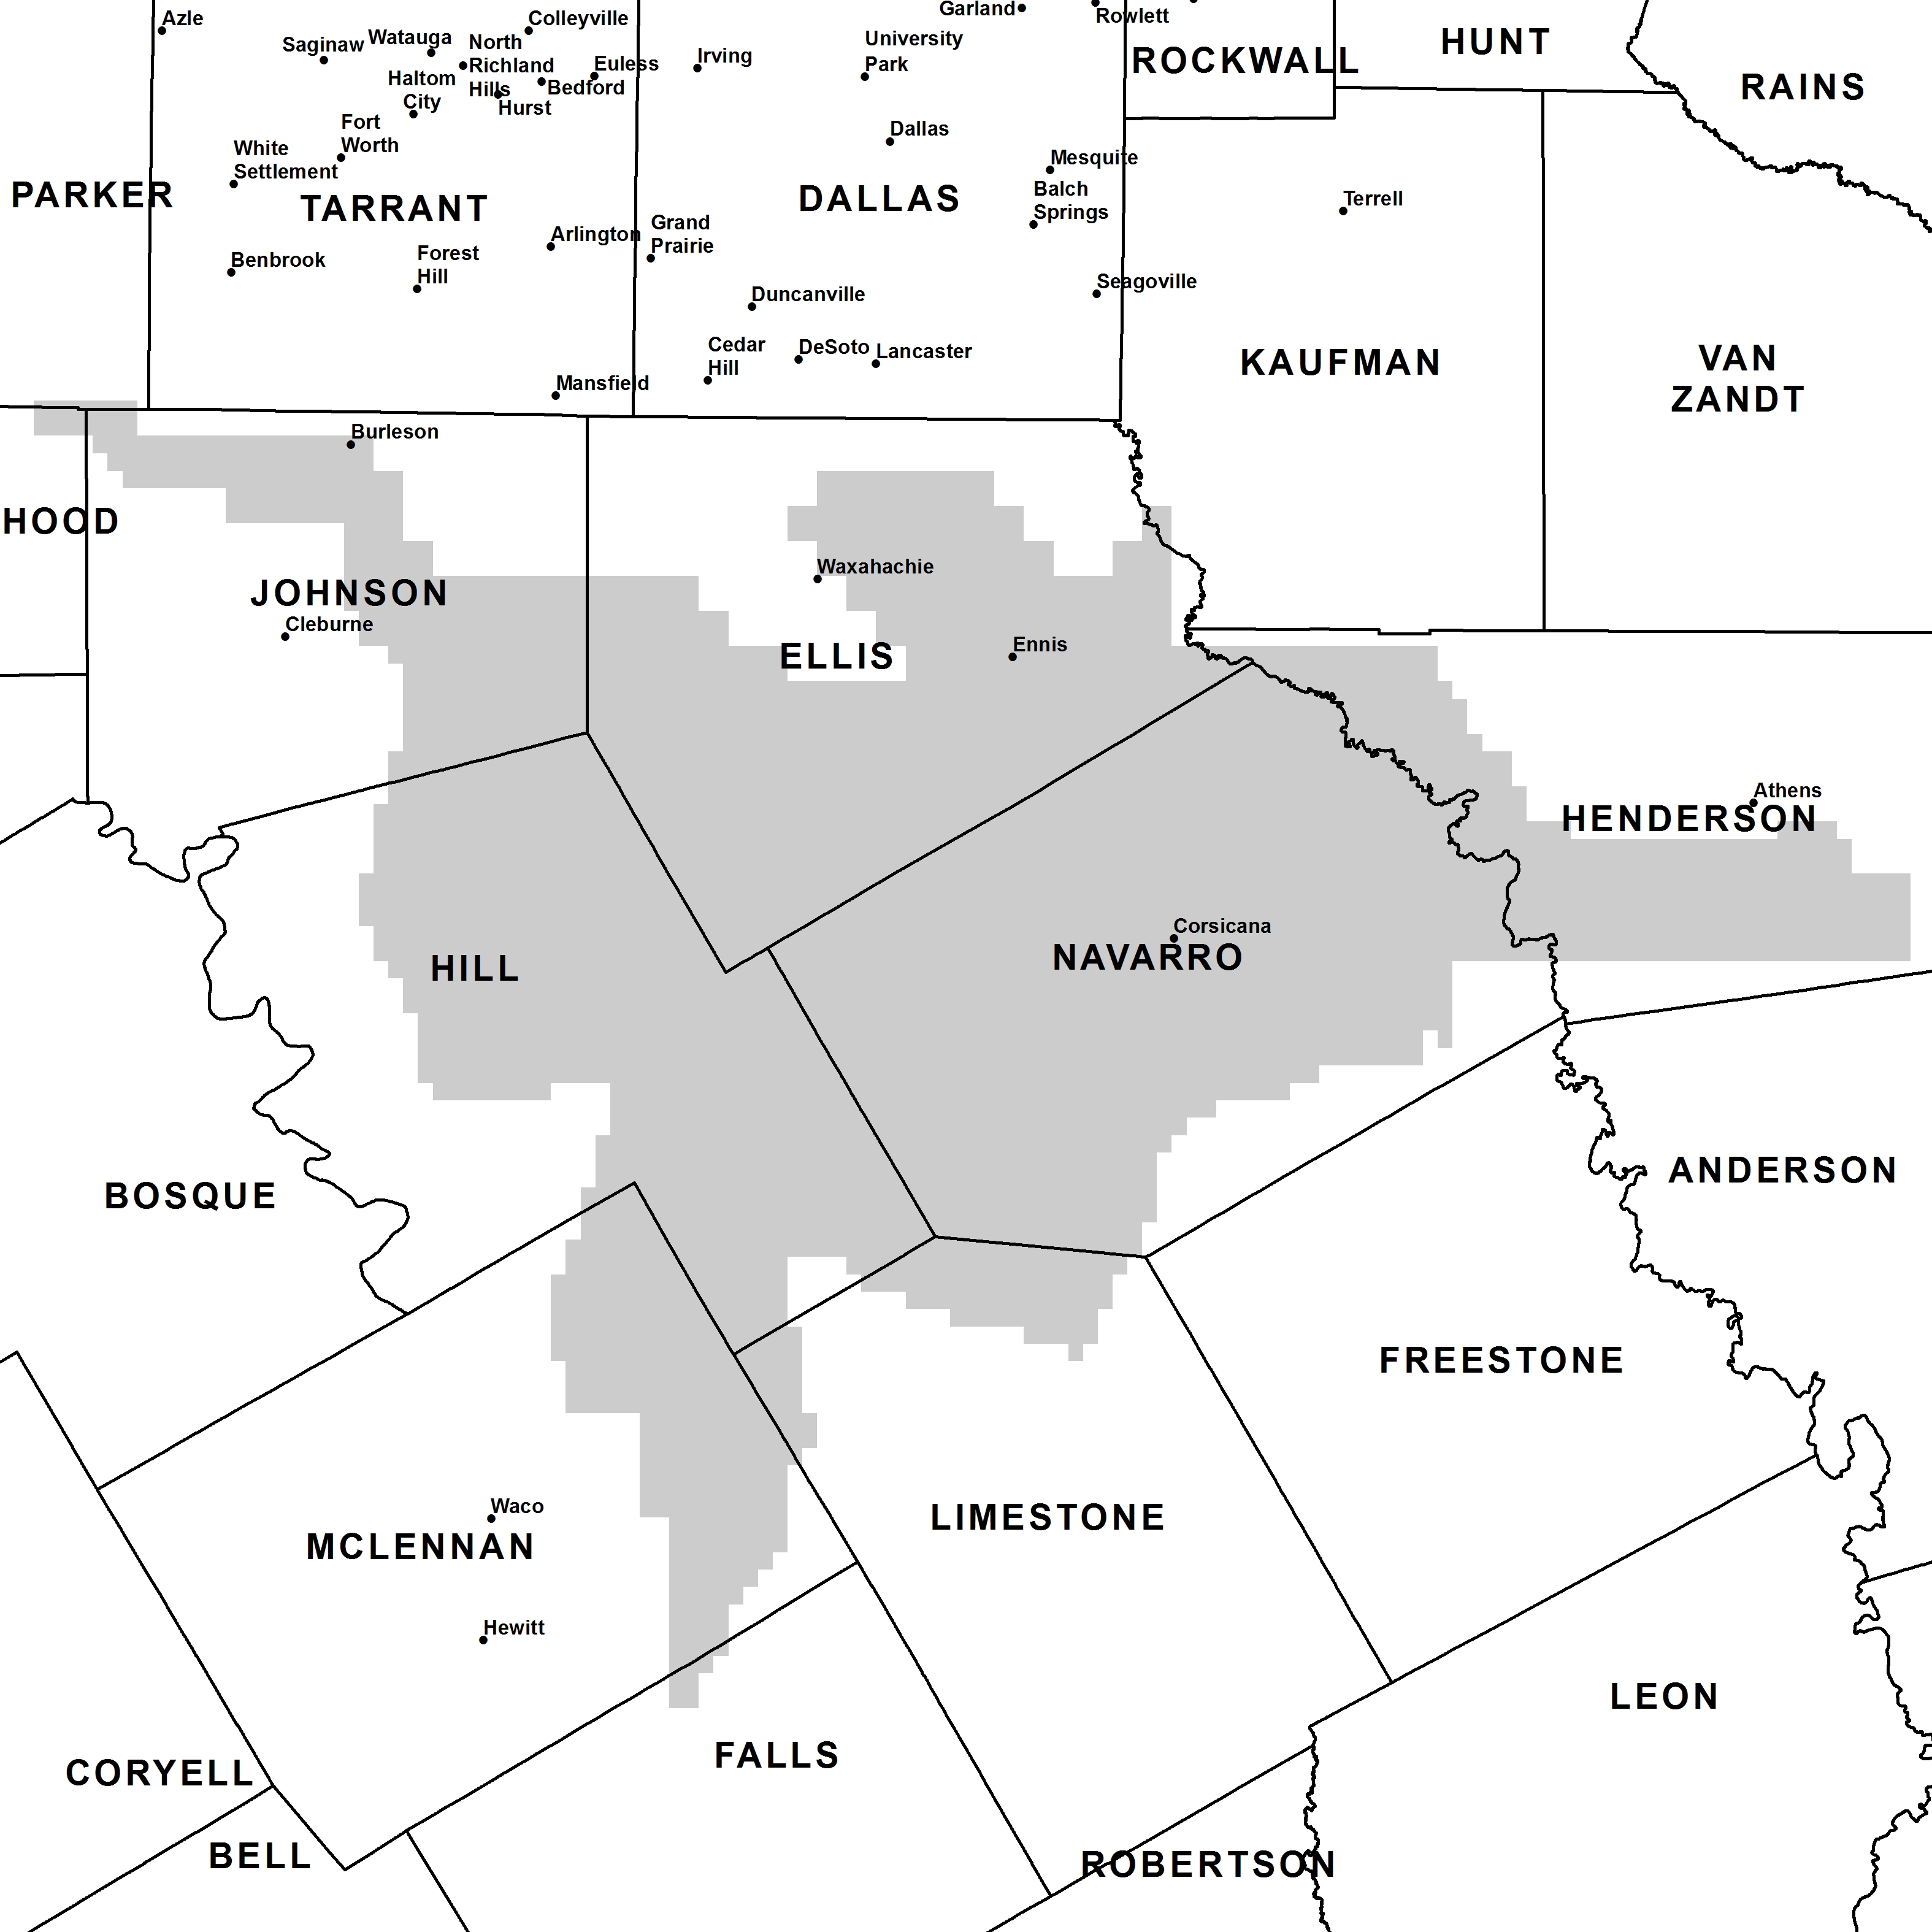 Garland
Rowlett
Azle
Colleyville
Saginaw
Watauga
North
Richland
Hills
University
Park
ROCKWALL
HUNT
RAINS
Euless
Irving
Haltom
City
Bedford
Hurst
Fort
Worth
Dallas
White
Settlement
Mesquite
Balch
Springs
PARKER
TARRANT
DALLAS
Terrell
Arlington
Grand
Prairie
Benbrook
Forest
Hill
Seagoville
Duncanville
Cedar
Hill
DeSoto
Lancaster
KAUFMAN
VAN
ZANDT
Mansfield
Burleson
HOOD
Waxahachie
JOHNSON
Cleburne
ELLIS
Ennis
Athens
HENDERSON
Corsicana
NAVARRO
HILL
BOSQUE
ANDERSON
FREESTONE
Waco
MCLENNAN
LIMESTONE
Hewitt
LEON
FALLS
CORYELL
BELL
ROBERTSON